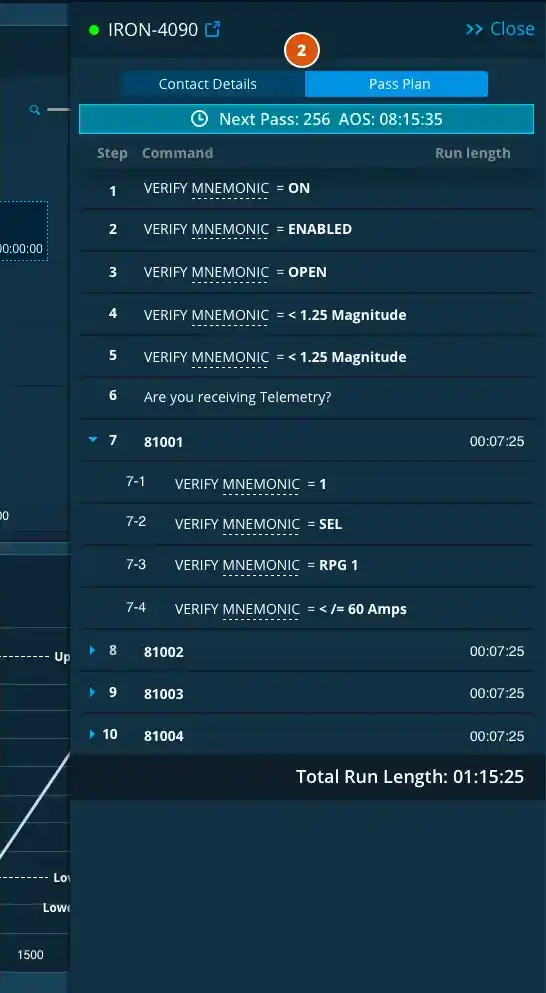 IRON-4090
>> Close
2
Contact Details
Pass Plan
Next Pass: 256 AOS: 08:15:35
Step Command Run length
1 VERIFY MNEMONIC = ON
2 VERIFY MNEMONIC = ENABLED
3 VERIFY MNEMONIC = OPEN
4 VERIFY MNEMONIC = < 1.25 Magnitude
5 VERIFY MNEMONIC = < 1.25 Magnitude
6 Are you receiving Telemetry?
7 81001 00:07:25
7-1 VERIFY MNEMONIC = 1
7-2 VERIFY MNEMONIC = SEL
7-3 VERIFY MNEMONIC = RPG 1
7-4 VERIFY MNEMONIC = < /= 60 Amps
8 81002 00:07:25
9 81003 00:07:25
10 81004 00:07:25
Total Run Length: 01:15:25
00:00:00
00
Up
Lo
Lowe
1500